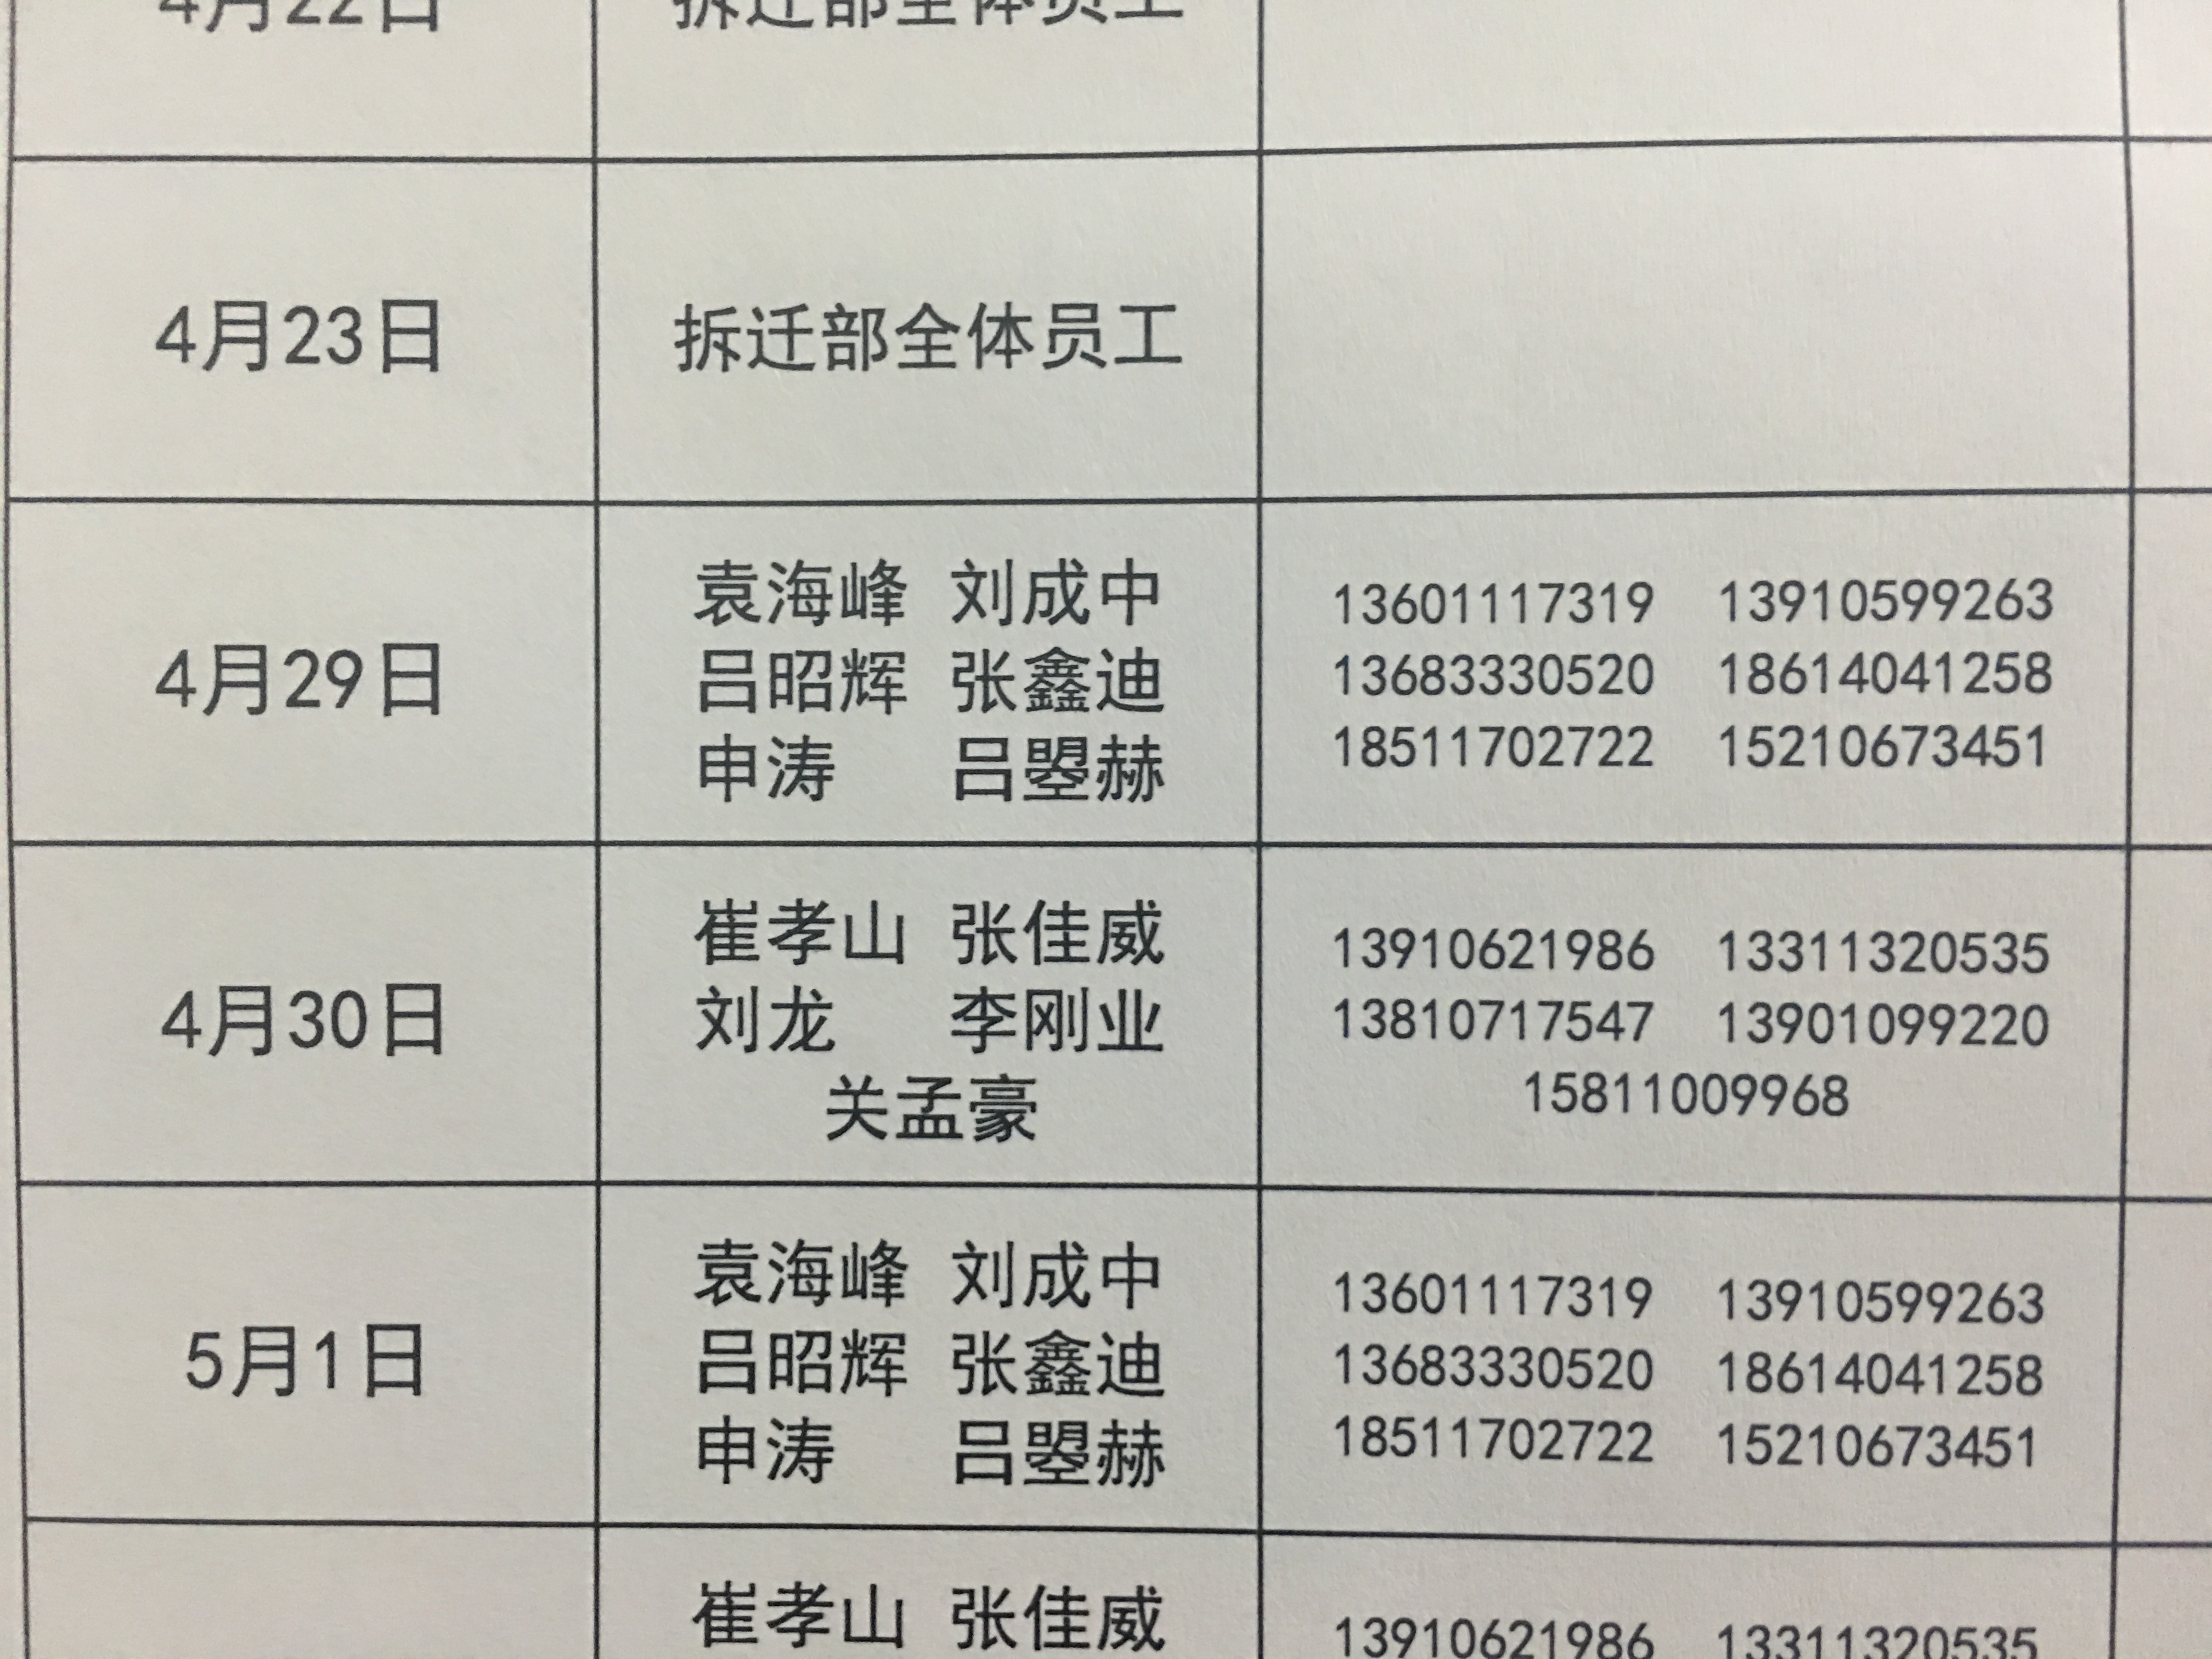 4月22日 拆迁部全体员工
4月23日 拆迁部全体员工
袁海峰 刘成中 13601117319 13910599263
4月29日 吕昭辉 张鑫迪 13683330520 18614041258
申涛 吕曌赫 18511702722 15210673451
崔孝山 张佳威 13910621986 13311320535
4月30日 刘龙 李刚业 13810717547 13901099220
关孟豪 15811009968
袁海峰 刘成中 13601117319 13910599263
5月1日 吕昭辉 张鑫迪 13683330520 18614041258
申涛 吕曌赫 18511702722 15210673451
崔孝山 张佳威 13910621986 13311320535